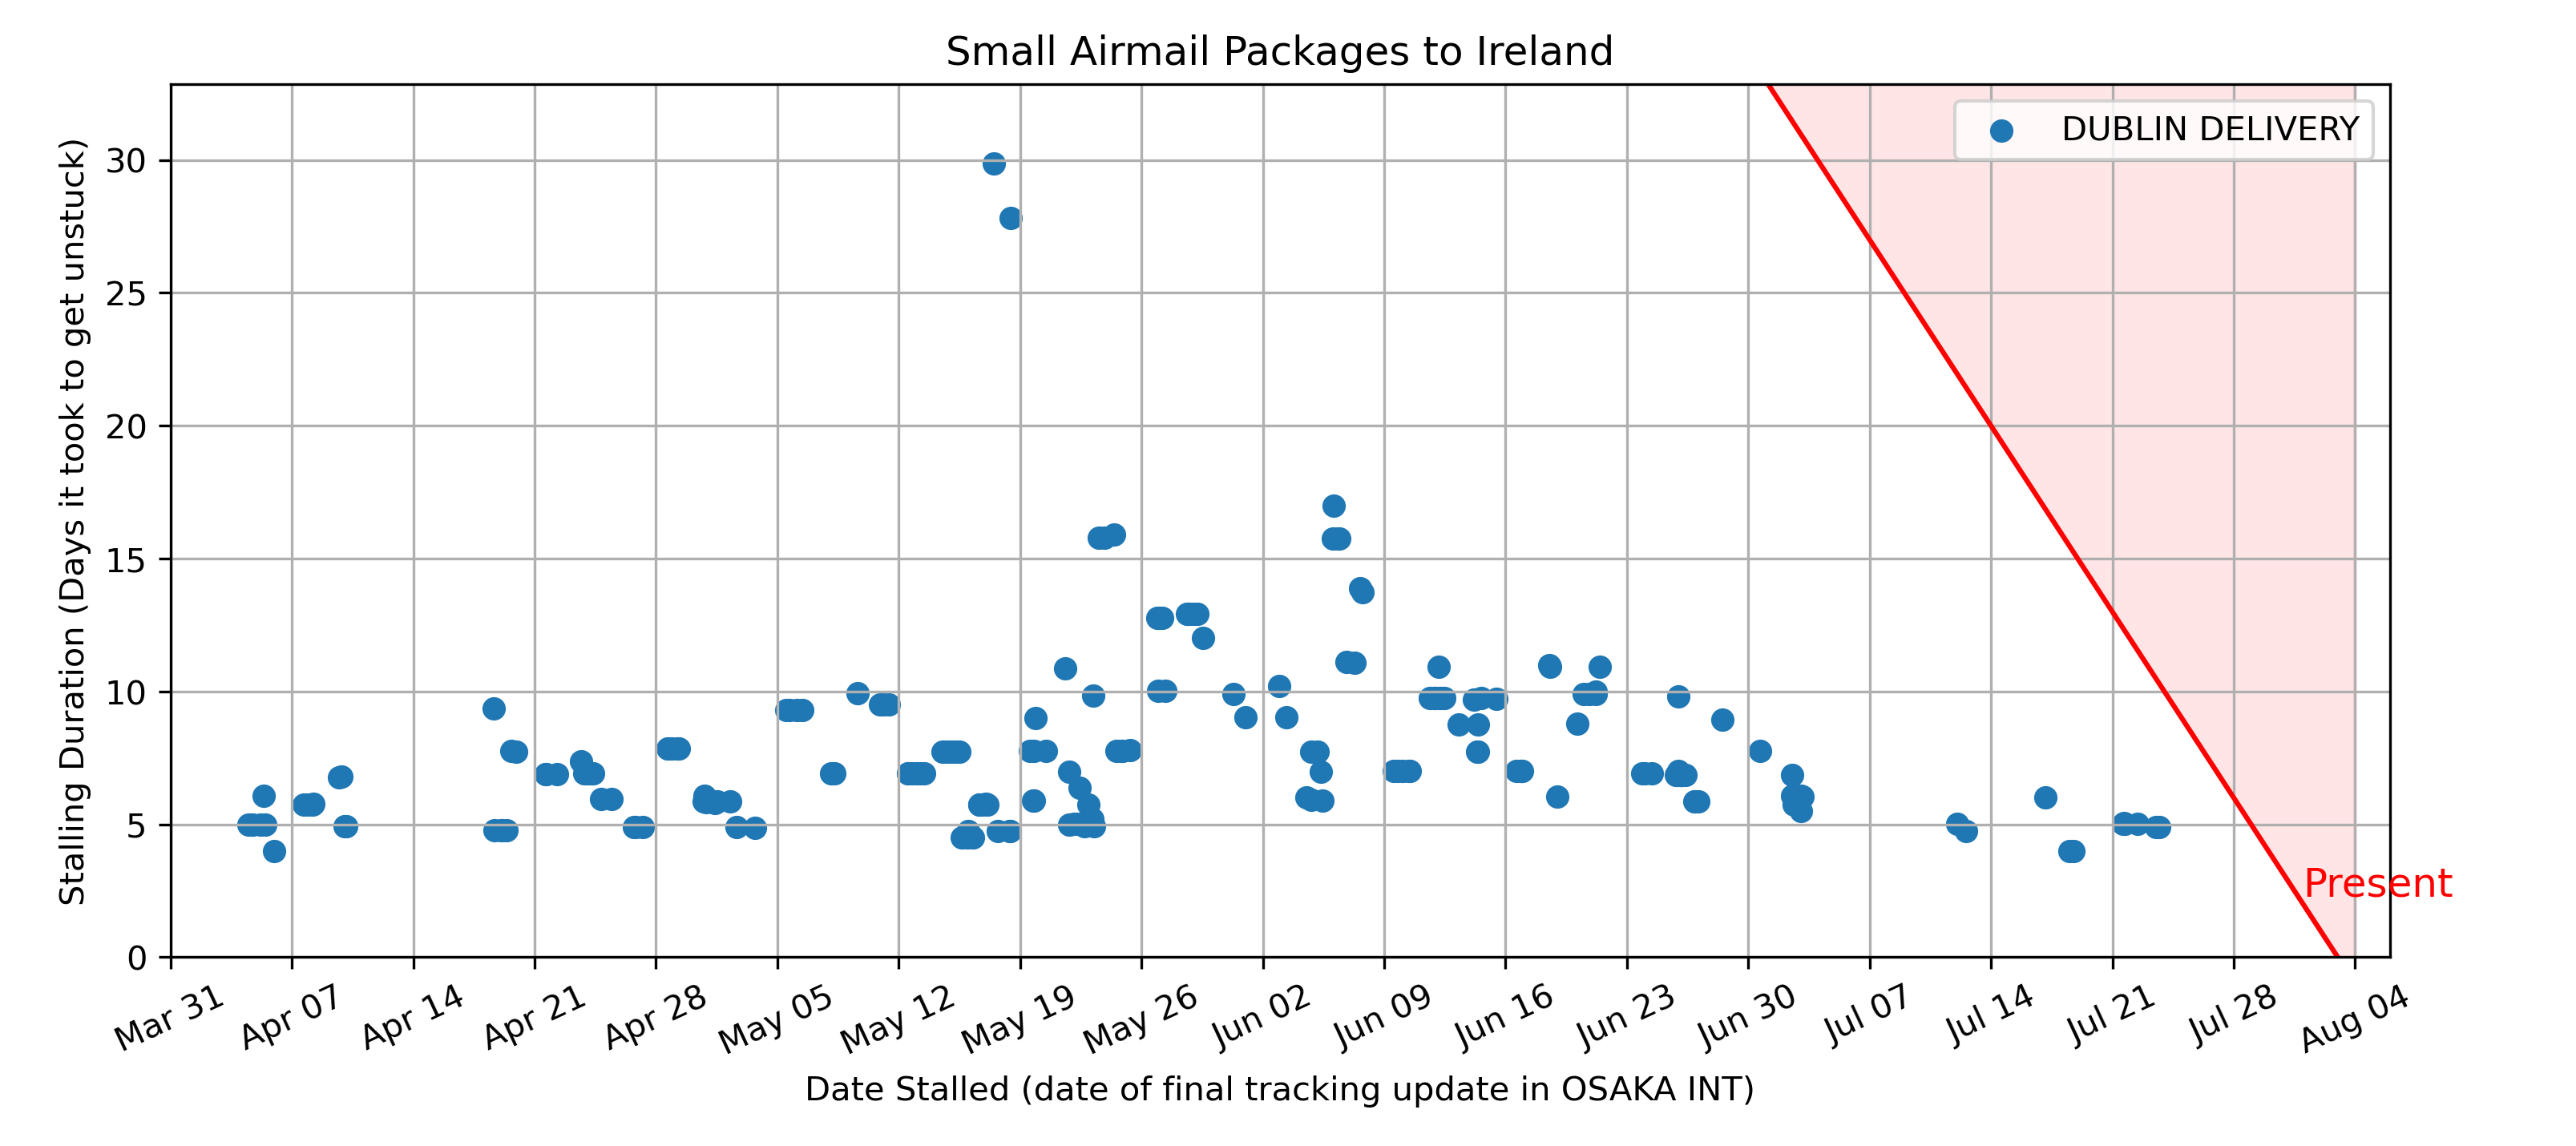 Small Airmail Packages to Ireland
DUBLIN DELIVERY
Stalling Duration (Days it took to get unstuck)
30
25
20
15
10
5
0
Present
Mar 31
Apr 07
Apr 14
Apr 21
Apr 28
May 05
May 12
May 19
May 26
Jun 02
Jun 09
Jun 16
Jun 23
Jun 30
Jul 07
Jul 14
Jul 21
Jul 28
Aug 04
Date Stalled (date of final tracking update in OSAKA INT)